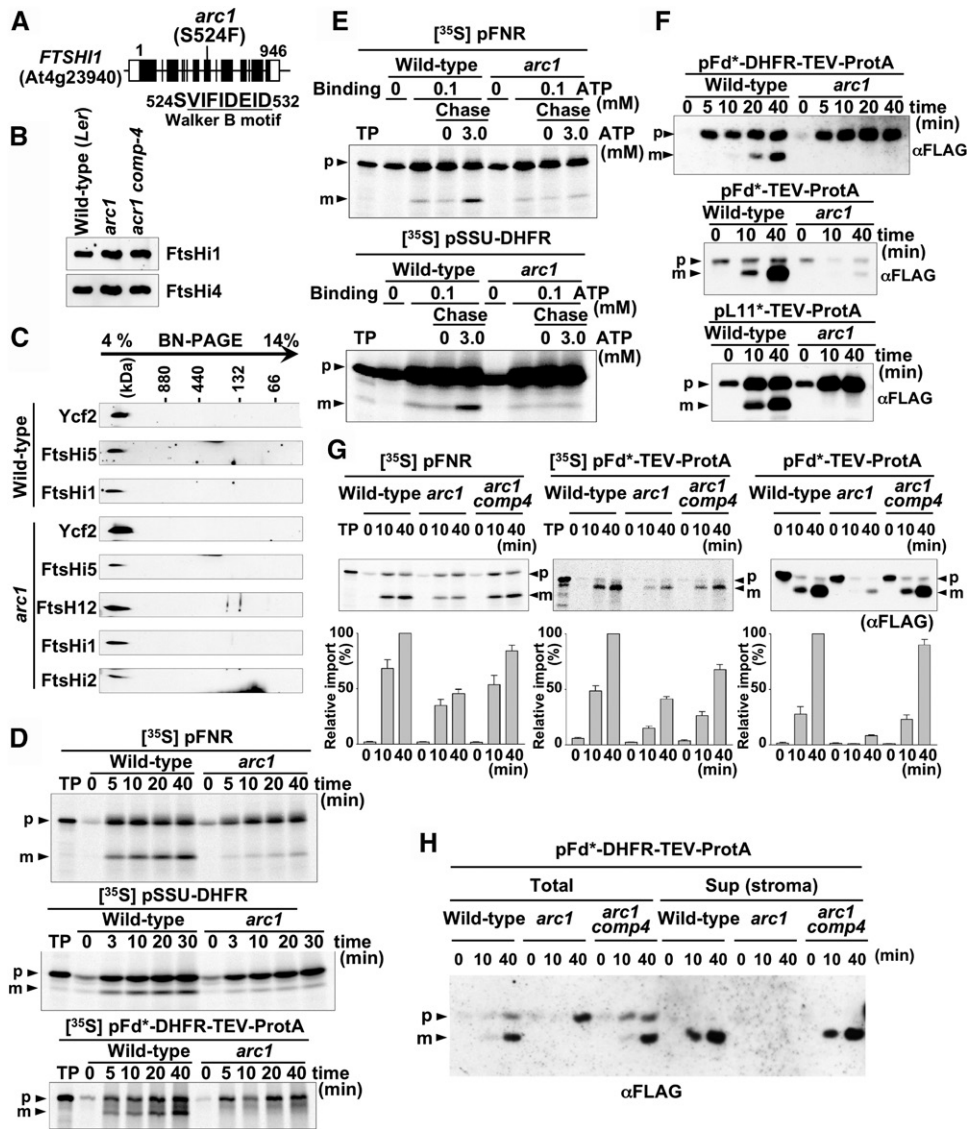 A
arc1
(S524F)
FTSHI1
(At4g23940)
1
946
524SVIFIDEID532
Walker B motif
B
Wild-type (Ler)
arc1
acr1 comp-4
FtsHi1
FtsHi4
C
4 % BN-PAGE 14%
(kDa)
880
440
132
66
Wild-type
Ycf2
FtsHi5
FtsHi1
arc1
Ycf2
FtsHi5
FtsH12
FtsHi1
FtsHi2
D
[35S] pFNR
Wild-type arc1
TP 0 5 10 20 40 0 5 10 20 40 time
(min)
p
m
[35S] pSSU-DHFR
Wild-type arc1
TP 0 3 10 20 30 0 3 10 20 30 time
(min)
p
m
[35S] pFd*-DHFR-TEV-ProtA
Wild-type arc1
TP 0 5 10 20 40 0 5 10 20 40 time
(min)
p
m
E
[35S] pFNR
Wild-type arc1
Binding 0 0.1 0 0.1 ATP
(mM)
Chase Chase
TP 0 3.0 0 3.0 ATP
(mM)
p
m
[35S] pSSU-DHFR
Wild-type arc1
Binding 0 0.1 0 0.1 ATP
(mM)
Chase Chase
TP 0 3.0 0 3.0 ATP
(mM)
p
m
F
pFd*-DHFR-TEV-ProtA
Wild-type arc1
0 5 10 20 40 0 5 10 20 40 time
(min)
p
m
αFLAG
pFd*-TEV-ProtA
Wild-type arc1
0 10 40 0 10 40 time
(min)
p
m
αFLAG
pL11*-TEV-ProtA
Wild-type arc1
0 10 40 0 10 40 time
(min)
p
m
αFLAG
G
[35S] pFNR
Wild-type arc1 arc1
comp4
TP 0 10 40 0 10 40 0 10 40
(min)
p
m
Relative import
(%)
100
50
0
0 10 40 0 10 40 0 10 40 (min)
[35S] pFd*-TEV-ProtA
Wild-type arc1 arc1
comp4
TP 0 10 40 0 10 40 0 10 40
(min)
p
m
Relative import
(%)
100
50
0
0 10 40 0 10 40 0 10 40 (min)
pFd*-TEV-ProtA
Wild-type arc1 arc1
comp4
0 10 40 0 10 40 0 10 40
(min)
p
m
(αFLAG)
Relative import
(%)
100
50
0
0 10 40 0 10 40 0 10 40 (min)
H
pFd*-DHFR-TEV-ProtA
Total Sup (stroma)
Wild-type arc1 arc1
comp4 Wild-type arc1 arc1
comp4
0 10 40 0 10 40 0 10 40 0 10 40 0 10 40 0 10 40 (min)
p
m
αFLAG